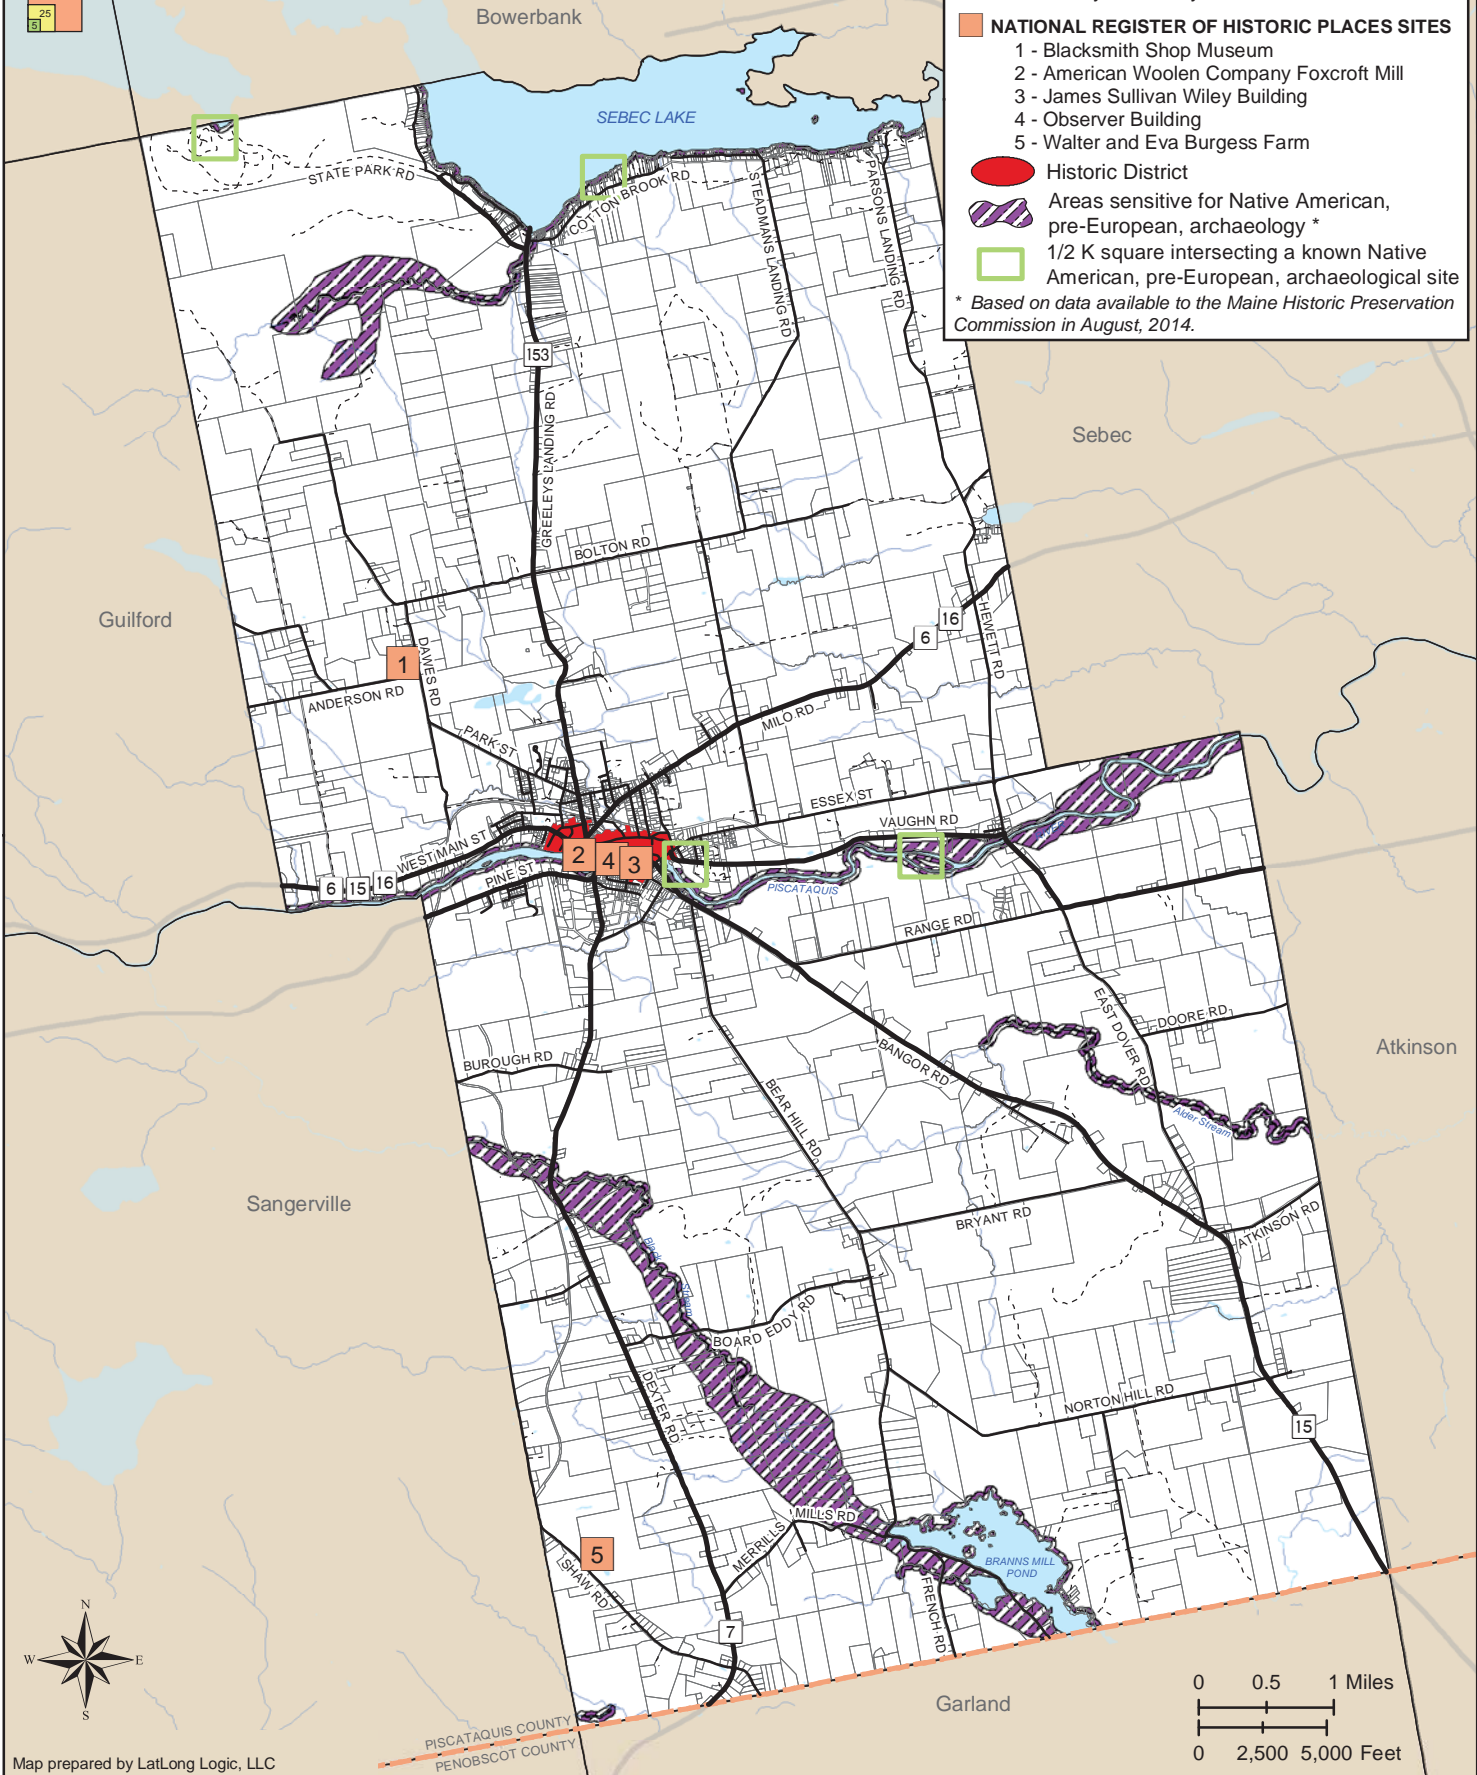 25
5
Bowerbank
NATIONAL REGISTER OF HISTORIC PLACES SITES
1 - Blacksmith Shop Museum
2 - American Woolen Company Foxcroft Mill
3 - James Sullivan Wiley Building
4 - Observer Building
5 - Walter and Eva Burgess Farm
Historic District
Areas sensitive for Native American,
pre-European, archaeology *
1/2 K square intersecting a known Native
American, pre-European, archaeological site
* Based on data available to the Maine Historic Preservation
Commission in August, 2014.
SEBEC LAKE
STATE PARK RD
COTTON BROOK RD
STEADMANS LANDING RD
PARSONS LANDING RD
153
GREELEYS LANDING RD
Sebec
BOLTON RD
Guilford
16
6
HEWETT RD
1
DAWES RD
ANDERSON RD
PARK ST
MILO RD
ESSEX ST
VAUGHN RD
WEST MAIN ST
2
4
3
6
15
16
PINE ST
PISCATAQUIS
RANGE RD
EAST DOVER RD
DOORE RD
Atkinson
BANGOR RD
BUROUGH RD
BEAR HILL RD
Alder Stream
Sangerville
BRYANT RD
ATKINSON RD
Black
Stream
BOARD EDDY RD
DEXTER RD
NORTON HILL RD
15
MILLS RD
MERRILLS
5
SHAW RD
BRANNS MILL
POND
FRENCH RD
7
N
W
E
S
Garland
0 0.5 1 Miles
0 2,500 5,000 Feet
PISCATAQUIS COUNTY
PENOBSCOT COUNTY
Map prepared by LatLong Logic, LLC